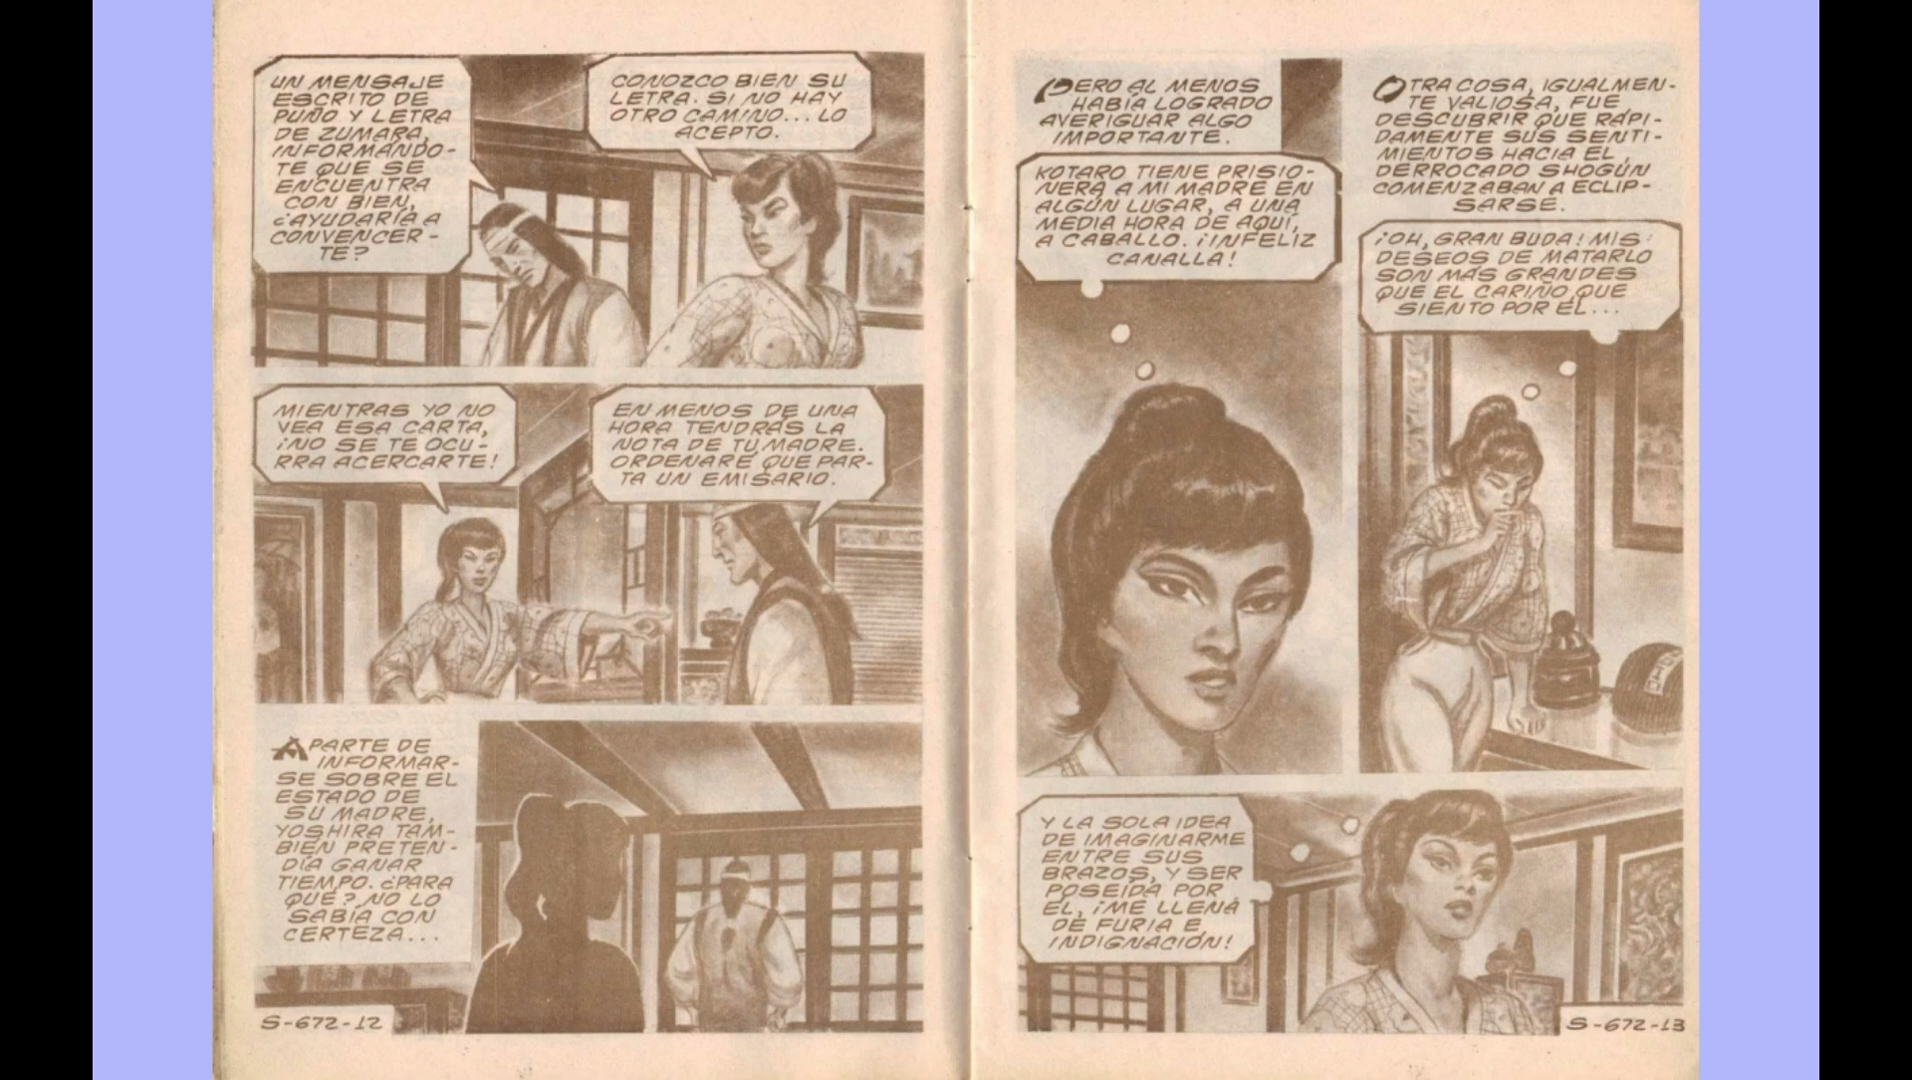 UN MENSAJE
ESCRITO DE
PUÑO Y LETRA
DE ZUMARA,
INFORMANDO-
TE QUE SE
ENCUENTRA
CON BIEN,
¿AYUDARÍA A
CONVENCER-
TE?
CONOZCO BIEN SU
LETRA. SI NO HAY
OTRO CAMINO... LO
ACEPTO.
MIENTRAS YO NO
VEA ESA CARTA,
¡NO SE TE OCU-
RRA ACERCARTE!
EN MENOS DE UNA
HORA TENDRÁS LA
NOTA DE TU MADRE.
ORDENARÉ QUE PAR-
TA UN EMISARIO.
APARTE DE
INFORMAR-
SE SOBRE EL
ESTADO DE
SU MADRE,
YOSHIRA TAM-
BIÉN PRETEN-
DÍA GANAR
TIEMPO. ¿PARA
QUÉ? NO LO
SABÍA CON
CERTEZA...
S-672-12
PERO AL MENOS
HABÍA LOGRADO
AVERIGUAR ALGO
IMPORTANTE.
KOTARO TIENE PRISIO-
NERA A MI MADRE EN
ALGÚN LUGAR, A UNA
MEDIA HORA DE AQUÍ,
A CABALLO. ¡INFELIZ
CANALLA!
OTRA COSA, IGUALMEN-
TE VALIOSA, FUE
DESCUBRIR QUE RÁPI-
DAMENTE SUS SENTI-
MIENTOS HACIA EL
DERROCADO SHOGÚN
COMENZABAN A ECLIP-
SARSE.
¡OH, GRAN BUDA! MIS
DESEOS DE MATARLO
SON MÁS GRANDES
QUE EL CARIÑO QUE
SIENTO POR ÉL...
Y LA SOLA IDEA
DE IMAGINARME
ENTRE SUS
BRAZOS, Y SER
POSEÍDA POR
ÉL, ¡ME LLENA
DE FURIA E
INDIGNACIÓN!
S-672-13